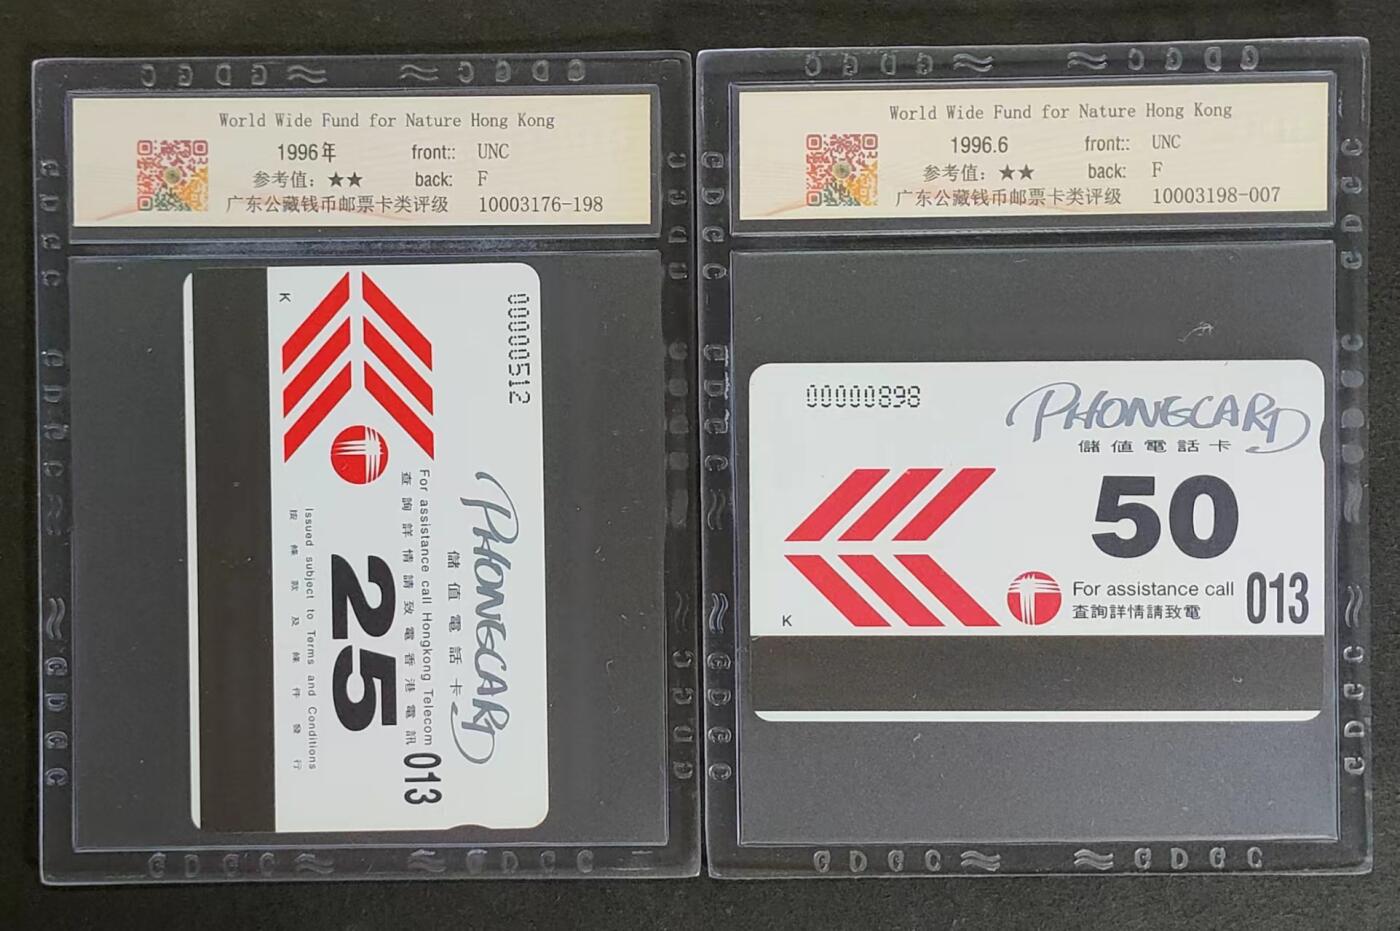 World Wide Fund for Nature Hong Kong
1996年 front:: UNC
参考值: ★★ back: F
广东公藏钱币邮票卡类评级 10003176-198
00000512
K
PHONECARD
儲值電話卡
For assistance call Hongkong Telecom 013
查詢詳情請致電香港電訊
25
Issued subject to Terms and Conditions
按條款及條件發行
World Wide Fund for Nature Hong Kong
1996.6 front:: UNC
参考值: ★★ back: F
广东公藏钱币邮票卡类评级 10003198-007
00000898
PHONECARD
儲值電話卡
50
For assistance call 013
查詢詳情請致電
K
GDGC